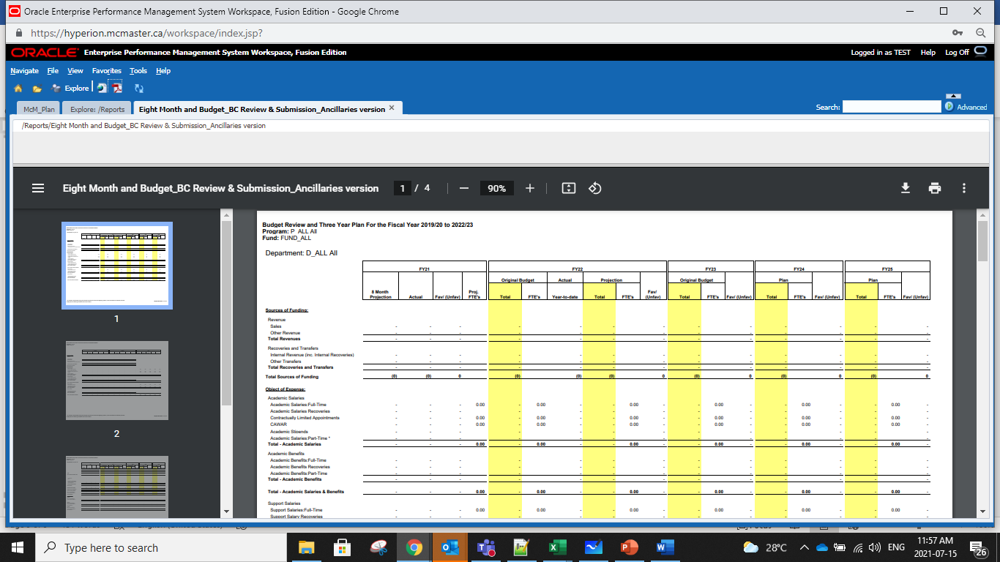 Oracle Enterprise Performance Management System Workspace, Fusion Edition - Google Chrome
https://hyperion.mcmaster.ca/workspace/index.jsp?
ORACLE Enterprise Performance Management System Workspace, Fusion Edition Logged in as TEST Help Log Off
Navigate File View Favorites Tools Help
Explore
McM_Plan Explore: /Reports Eight Month and Budget_BC Review & Submission_Ancillaries version Search: Advanced
/Reports/Eight Month and Budget_BC Review & Submission_Ancillaries version
Eight Month and Budget_BC Review & Submission_Ancillaries version 1 / 4 90%
1
2
Budget Review and Three Year Plan For the Fiscal Year 2019/20 to 2022/23
Program: P_ALL All
Fund: FUND_ALL
Department: D_ALL All
FY21 FY22 FY23 FY24 FY25
Original Budget Actual Projection Original Budget Plan Plan
8 Month Proj. Fav/
Projection Actual Fav/ (Unfav) FTE's Total FTE's Year-to-date Total FTE's (Unfav) Total FTE's Fav/ (Unfav) Total FTE's Fav/ (Unfav) Total FTE's Fav/ (Unfav)
Sources of Funding:
Revenue
Sales - - - - - - - - - - - - -
Other Revenue - - - - - - - - - - - - -
Total Revenues - - - - - - - - - - - - -
Recoveries and Transfers
Internal Revenue (inc. Internal Recoveries) - - - - - - - - - - - - -
Other Transfers - - - - - - - - - - - - -
Total Recoveries and Transfers - - - - - - - - - - - - -
Total Sources of Funding (0) (0) 0 (0) (0) (0) 0 (0) 0 (0) 0 (0) 0
Object of Expense:
Academic Salaries
Academic Salaries:Full-Time - - - 0.00 - 0.00 - - 0.00 - - 0.00 - - 0.00 - - 0.00 -
Academic Salaries Recoveries - - - - - - - - - - - - -
Contractually Limited Appointments - - - 0.00 - 0.00 - - 0.00 - - 0.00 - - 0.00 - - 0.00 -
CAWAR - - - 0.00 - 0.00 - - 0.00 - - 0.00 - - 0.00 - - 0.00 -
Academic Stipends - - - - - - - - - - - - -
Academic Salaries:Part-Time * - - - - - - - - - - - - -
Total - Academic Salaries - - - 0.00 - 0.00 - - 0.00 - - 0.00 - - 0.00 - - 0.00 -
Academic Benefits
Academic Benefits:Full-Time - - - - - - - - - - - - -
Academic Benefits Recoveries - - - - - - - - - - - - -
Academic Benefits:Part-Time - - - - - - - - - - - - -
Total - Academic Benefits - - - - - - - - - - - - -
Total - Academic Salaries & Benefits - - - 0.00 - 0.00 - - 0.00 - - 0.00 - - 0.00 - - 0.00 -
Support Salaries
Support Salaries:Full-Time - - - 0.00 - 0.00 - - 0.00 - - 0.00 - - 0.00 - - 0.00 -
Support Salary Recoveries - - - - - - - - - - - - -
Type here to search 28°C ENG 11:57 AM
2021-07-15 26